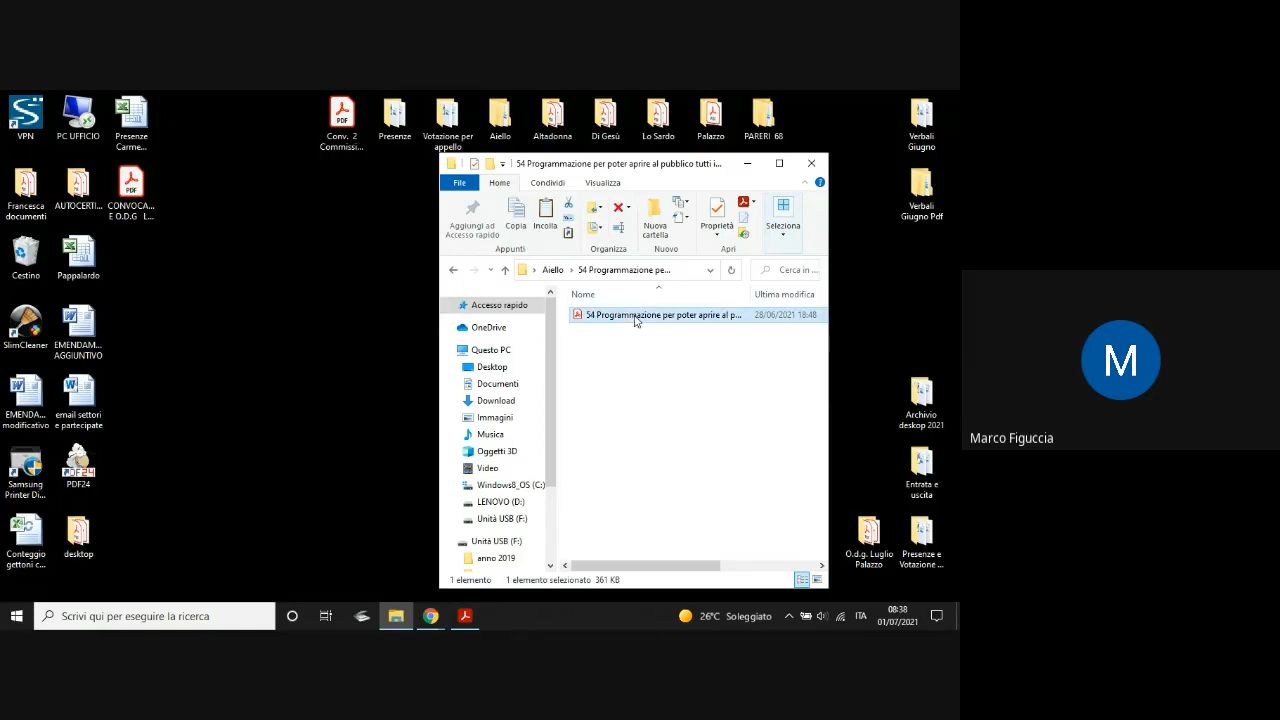 VPN
PC UFFICIO
Presenze
Carme...
PDF
Conv. 2
Commissi...
Presenze
Votazione per
appello
Aiello
Altadonna
Di Gesù
Lo Sardo
Palazzo
PARERI 68
Verbali
Giugno
Francesca
documenti
AUTOCERTI...
CONVOCA...
E O.D.G L...
Verbali
Giugno Pdf
Cestino
Pappalardo
SlimCleaner
EMENDAM...
AGGIUNTIVO
EMENDA...
modificativo
email settori
e partecipate
Archivio
deskop 2021
Samsung
Printer Di...
PDF24
Entrata e
uscita
Conteggio
gettoni c...
desktop
O.d.g. Luglio
Palazzo
Presenze e
Votazione ...
54 Programmazione per poter aprire al pubblico tutti i...
File
Home
Condividi
Visualizza
Aggiungi ad
Accesso rapido
Copia
Incolla
Appunti
Organizza
Nuova
cartella
Nuovo
Proprietà
Apri
Seleziona
Aiello
54 Programmazione pe...
Cerca in ...
Nome
Ultima modifica
54 Programmazione per poter aprire al p...
28/06/2021 18:48
Accesso rapido
OneDrive
Questo PC
Desktop
Documenti
Download
Immagini
Musica
Oggetti 3D
Video
Windows8_OS (C:)
LENOVO (D:)
Unità USB (F:)
Unità USB (F:)
anno 2019
1 elemento
1 elemento selezionato 361 KB
Scrivi qui per eseguire la ricerca
26°C Soleggiato
ITA
08:38
01/07/2021
M
Marco Figuccia